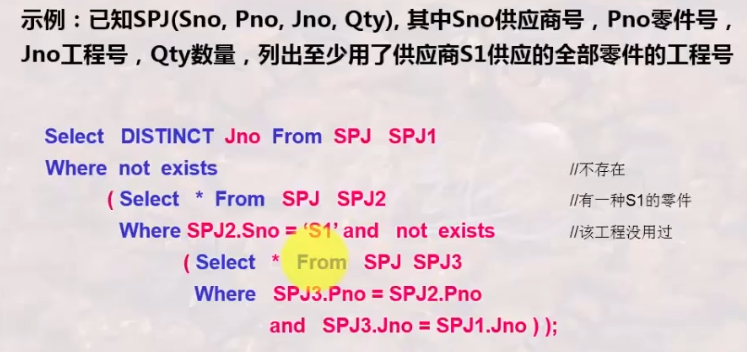 示例：已知SPJ(Sno, Pno, Jno, Qty), 其中Sno供应商号，Pno零件号，
Jno工程号，Qty数量，列出至少用了供应商S1供应的全部零件的工程号
Select DISTINCT Jno From SPJ SPJ1
Where not exists //不存在
( Select * From SPJ SPJ2 //有一种S1的零件
Where SPJ2.Sno = ‘S1’ and not exists //该工程没用过
( Select * From SPJ SPJ3
Where SPJ3.Pno = SPJ2.Pno
and SPJ3.Jno = SPJ1.Jno ) );